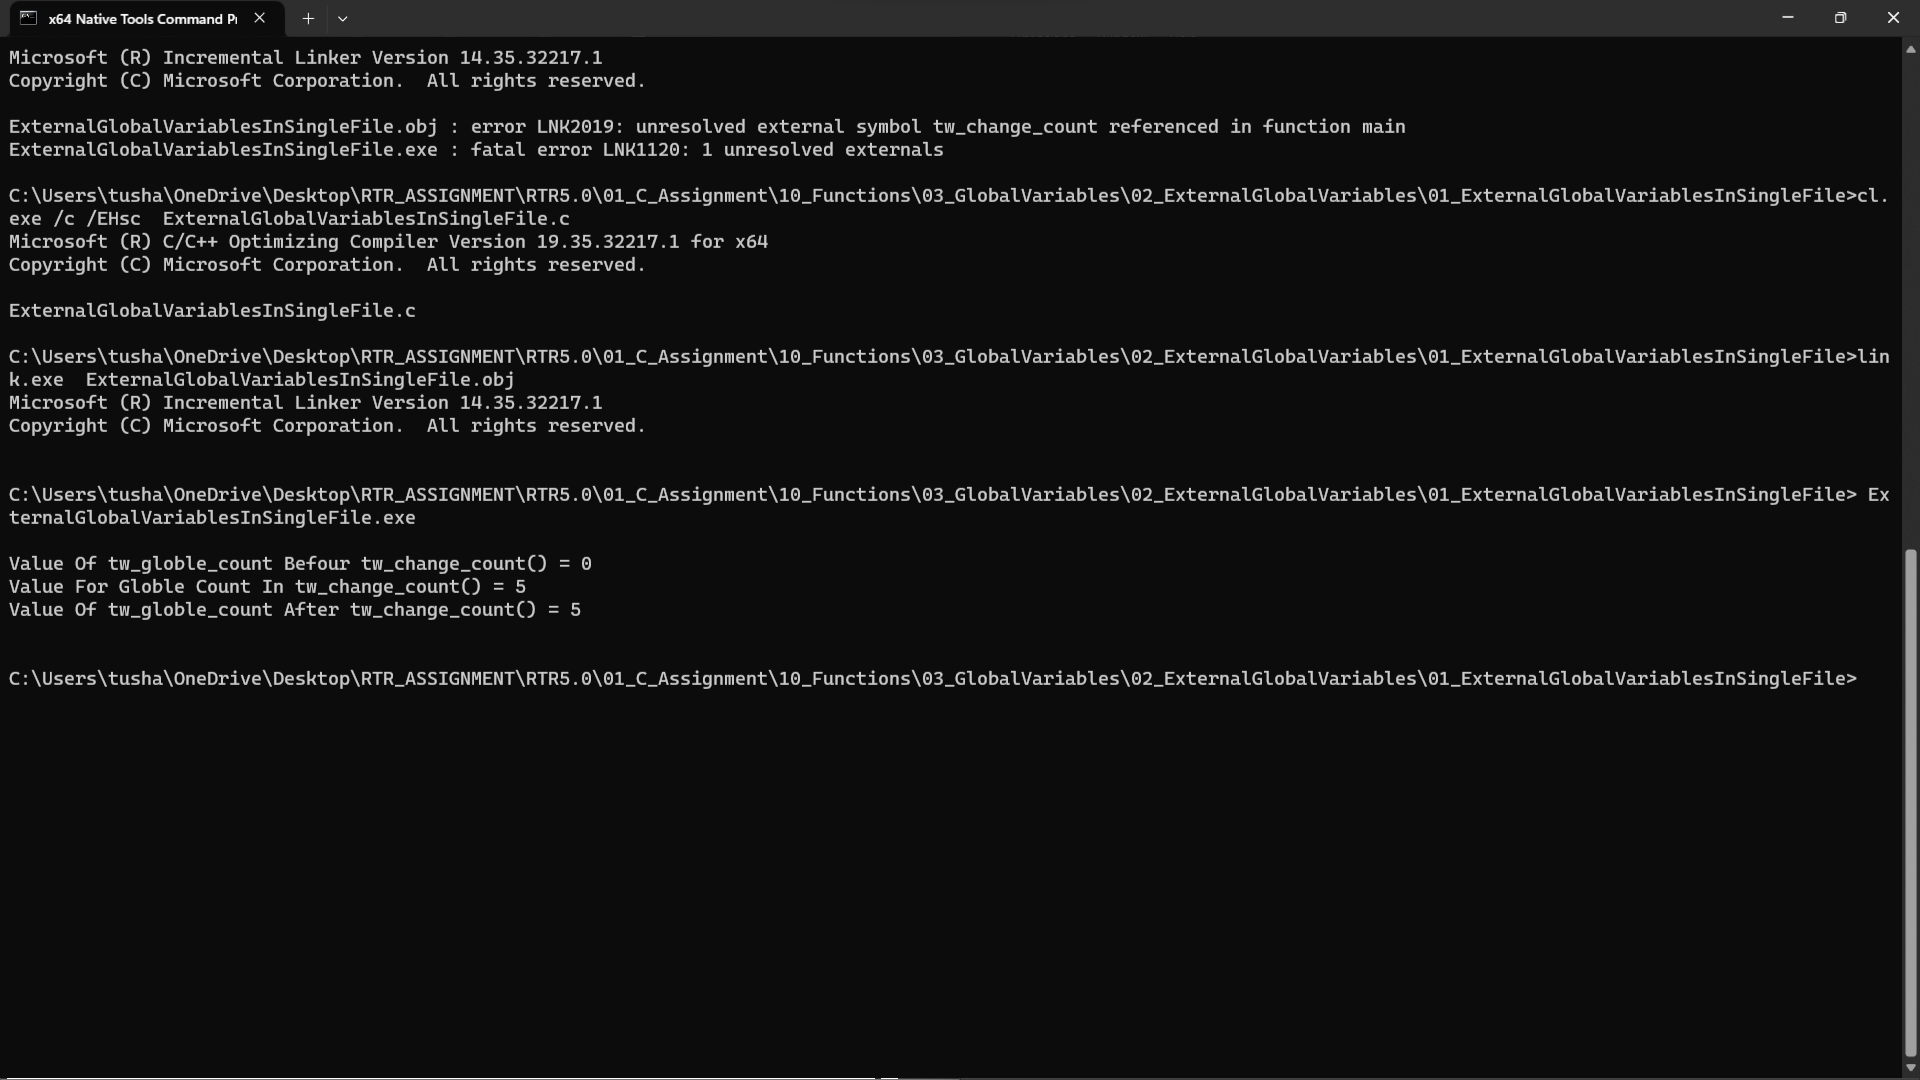 x64 Native Tools Command Pr
Microsoft (R) Incremental Linker Version 14.35.32217.1
Copyright (C) Microsoft Corporation.  All rights reserved.
ExternalGlobalVariablesInSingleFile.obj : error LNK2019: unresolved external symbol tw_change_count referenced in function main
ExternalGlobalVariablesInSingleFile.exe : fatal error LNK1120: 1 unresolved externals
C:\Users\tusha\OneDrive\Desktop\RTR_ASSIGNMENT\RTR5.0\01_C_Assignment\10_Functions\03_GlobalVariables\02_ExternalGlobalVariables\01_ExternalGlobalVariablesInSingleFile>cl.
exe /c /EHsc  ExternalGlobalVariablesInSingleFile.c
Microsoft (R) C/C++ Optimizing Compiler Version 19.35.32217.1 for x64
Copyright (C) Microsoft Corporation.  All rights reserved.
ExternalGlobalVariablesInSingleFile.c
C:\Users\tusha\OneDrive\Desktop\RTR_ASSIGNMENT\RTR5.0\01_C_Assignment\10_Functions\03_GlobalVariables\02_ExternalGlobalVariables\01_ExternalGlobalVariablesInSingleFile>lin
k.exe  ExternalGlobalVariablesInSingleFile.obj
Microsoft (R) Incremental Linker Version 14.35.32217.1
Copyright (C) Microsoft Corporation.  All rights reserved.
C:\Users\tusha\OneDrive\Desktop\RTR_ASSIGNMENT\RTR5.0\01_C_Assignment\10_Functions\03_GlobalVariables\02_ExternalGlobalVariables\01_ExternalGlobalVariablesInSingleFile> Ex
ternalGlobalVariablesInSingleFile.exe
Value Of tw_globle_count Befour tw_change_count() = 0
Value For Globle Count In tw_change_count() = 5
Value Of tw_globle_count After tw_change_count() = 5
C:\Users\tusha\OneDrive\Desktop\RTR_ASSIGNMENT\RTR5.0\01_C_Assignment\10_Functions\03_GlobalVariables\02_ExternalGlobalVariables\01_ExternalGlobalVariablesInSingleFile>